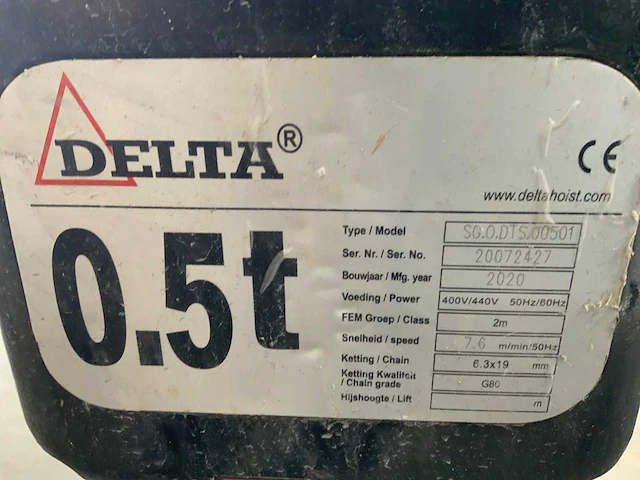 DELTA®
CE
www.deltahoist.com
0.5t
Type / Model SG.O.DTS.00501
Ser. Nr. / Ser. No. 20072427
Bouwjaar / Mfg. year 2020
Voeding / Power 400V/440V 50Hz/60Hz
FEM Groep / Class 2m
Snelheid / speed 7.6 m/min/50Hz
Ketting / Chain 6.3x19 mm
Ketting Kwaliteit
/ Chain grade G80
Hijshoogte / Lift m